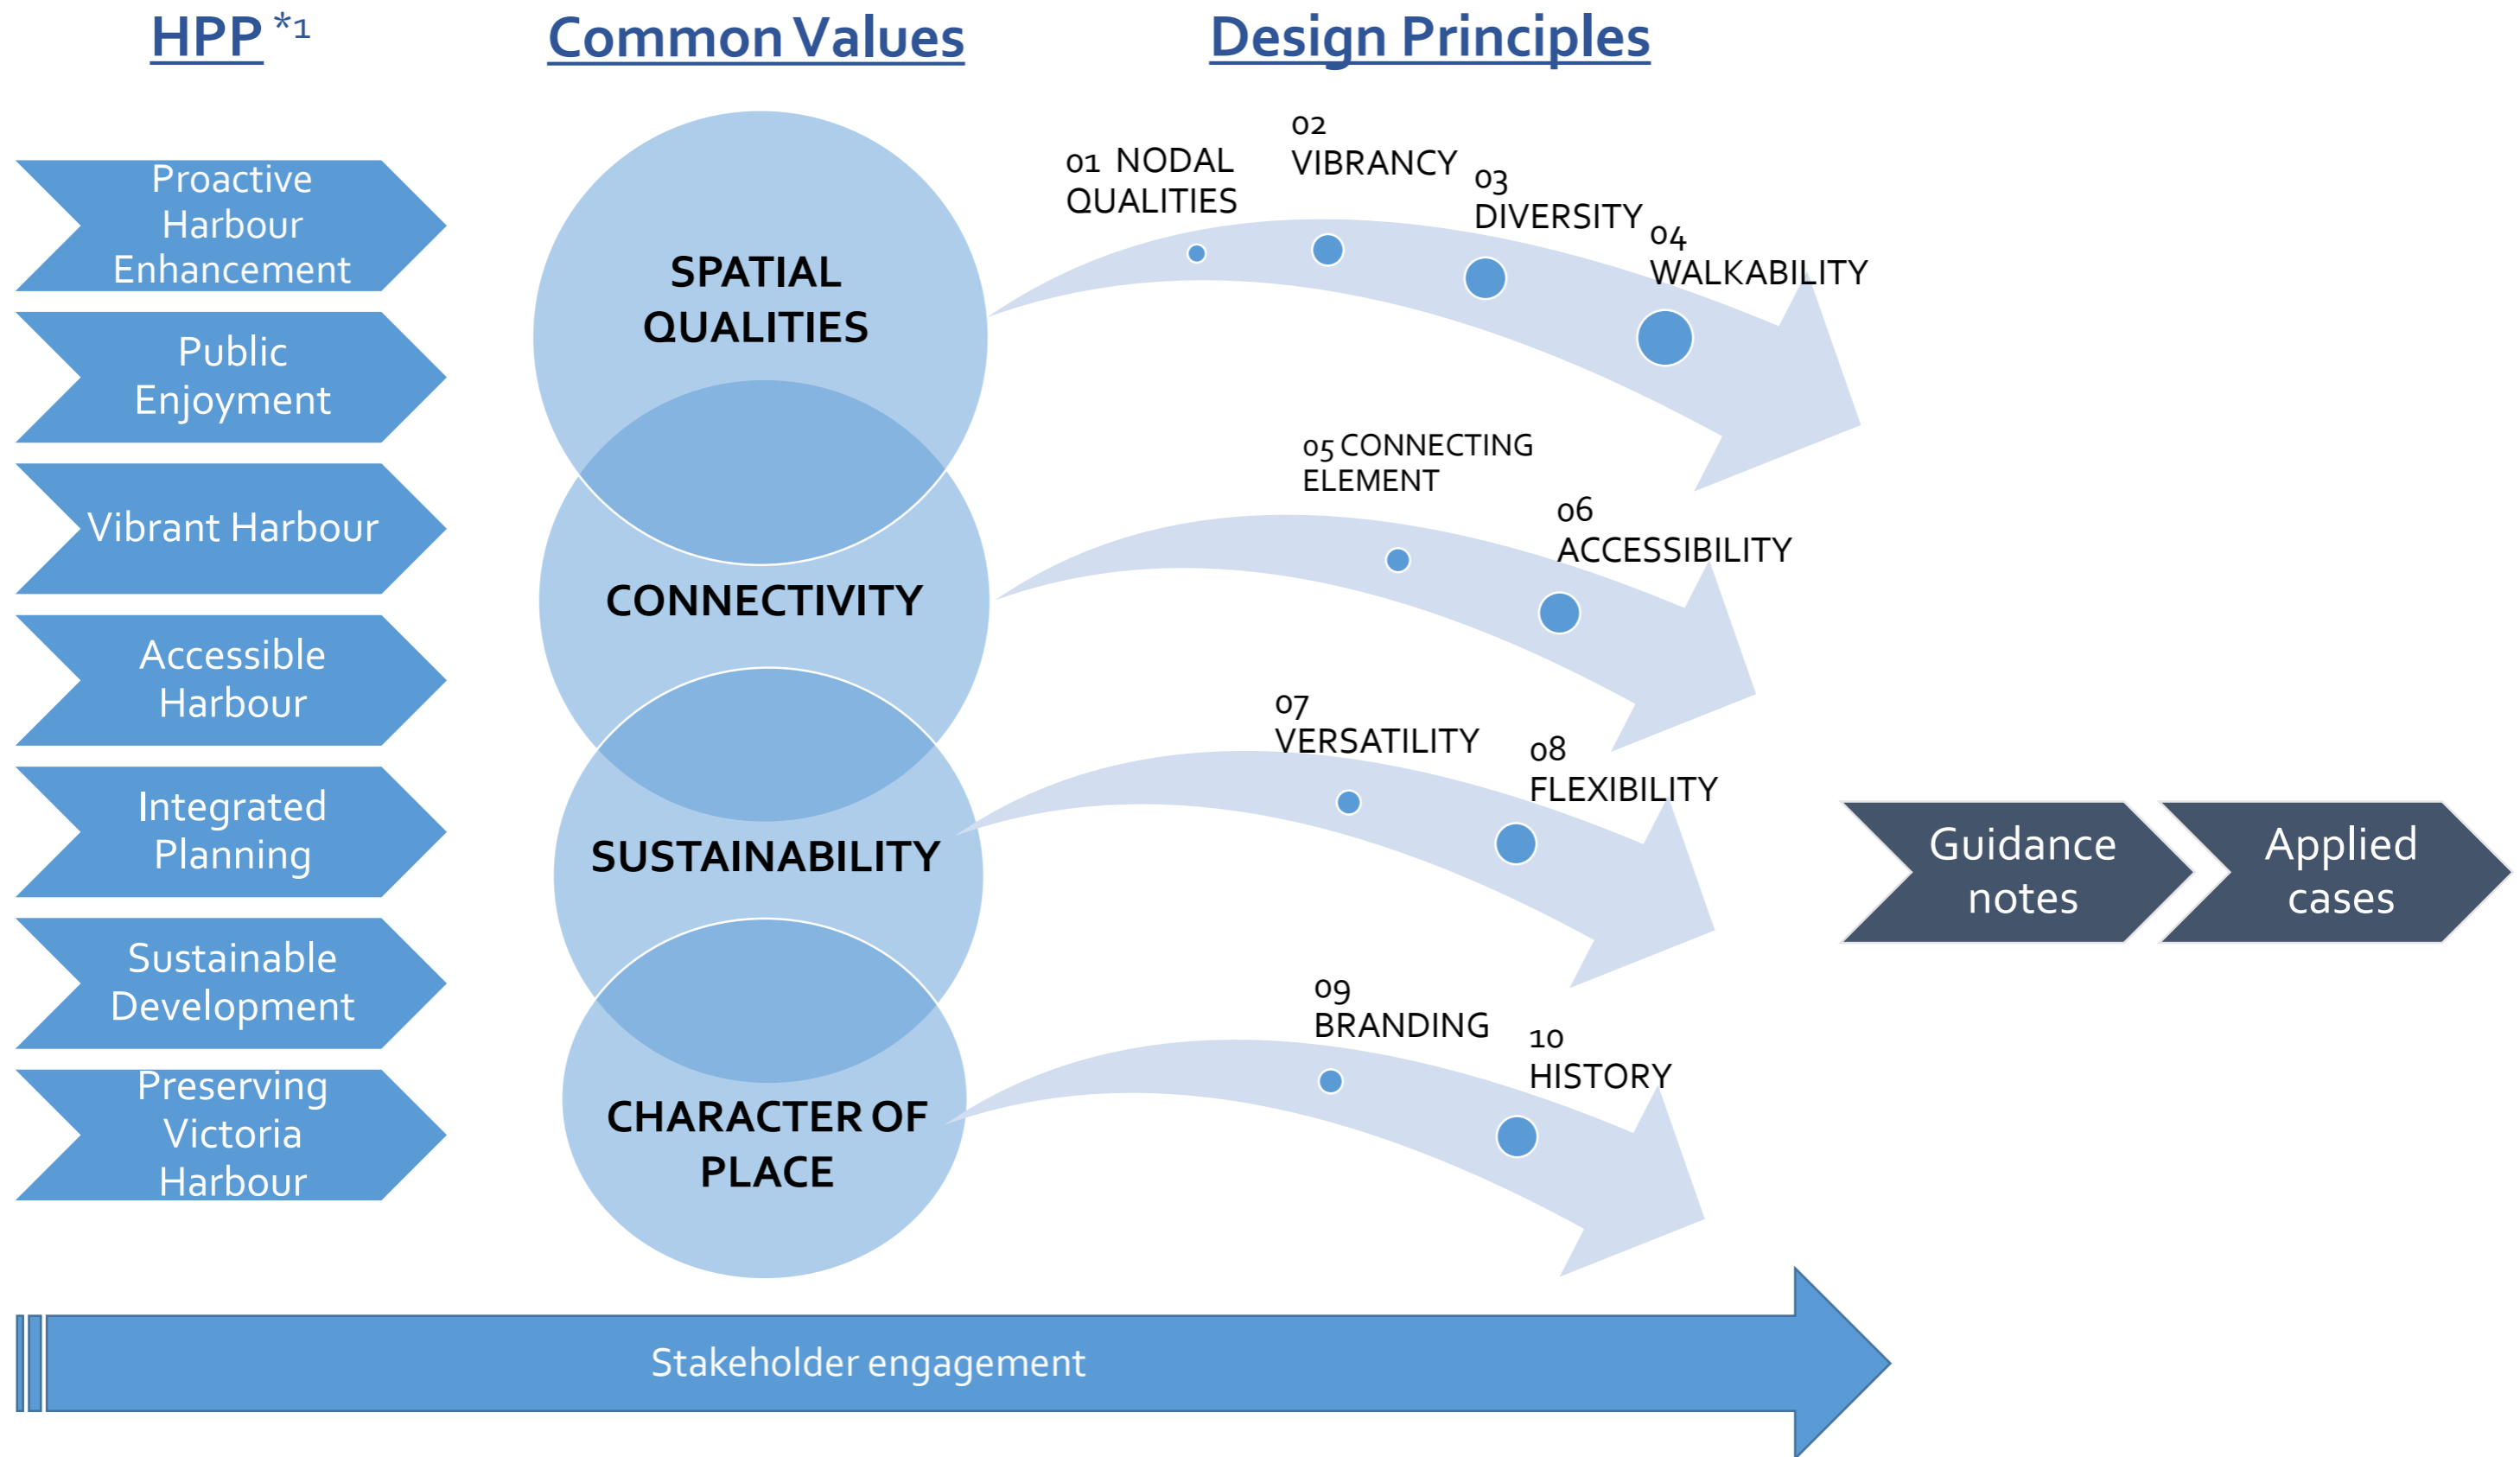 HPP *1
Common Values
Design Principles
Proactive
Harbour
Enhancement
Public
Enjoyment
Vibrant Harbour
Accessible
Harbour
Integrated
Planning
Sustainable
Development
Preserving
Victoria
Harbour
SPATIAL
QUALITIES
CONNECTIVITY
SUSTAINABILITY
CHARACTER OF
PLACE
01 NODAL
QUALITIES
02
VIBRANCY
03
DIVERSITY
04
WALKABILITY
05 CONNECTING
ELEMENT
06
ACCESSIBILITY
07
VERSATILITY
08
FLEXIBILITY
09
BRANDING
10
HISTORY
Guidance
notes
Applied
cases
Stakeholder engagement